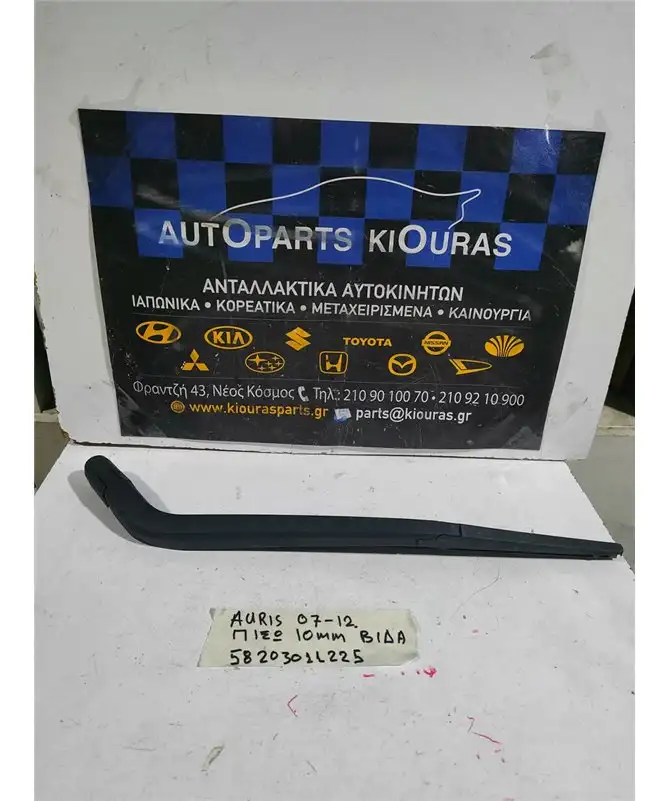 AUTOPARTS KIOURAS
ΑΝΤΑΛΛΑΚΤΙΚΑ ΑΥΤΟΚΙΝΗΤΩΝ
ΙΑΠΩΝΙΚΑ • ΚΟΡΕΑΤΙΚΑ • ΜΕΤΑΧΕΙΡΙΣΜΕΝΑ • ΚΑΙΝΟΥΡΓΙΑ
KIA TOYOTA NISSAN
Φραντζή 43, Νέος Κόσμος Τηλ.: 210 90 100 70 • 210 92 10 900
www.kiourasparts.gr parts@kiouras.gr
AURIS 07-12.
ΠΙΣΩ 10mm ΒΙΔΑ
58203011225